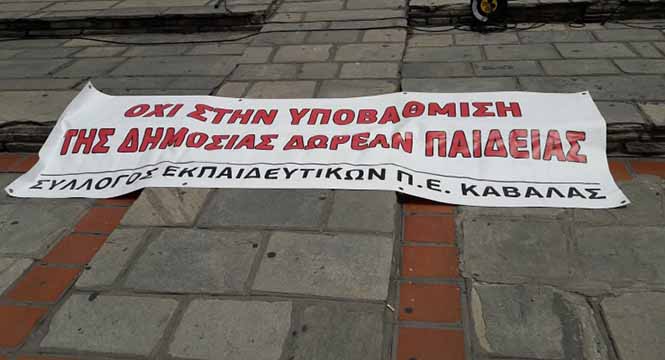 ΟΧΙ ΣΤΗΝ ΥΠΟΒΑΘΜΙΣΗ
ΤΗΣ ΔΗΜΟΣΙΑΣ ΔΩΡΕΑΝ ΠΑΙΔΕΙΑΣ
ΣΥΛΛΟΓΟΣ ΕΚΠΑΙΔΕΥΤΙΚΩΝ Π.Ε. ΚΑΒΑΛΑΣ